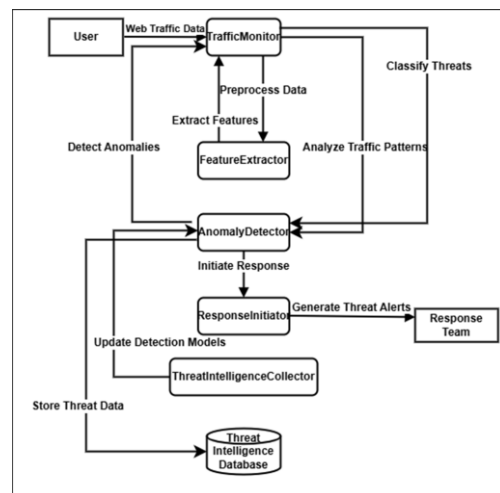 User
Web Traffic Data
TrafficMonitor
Classify Threats
Preprocess Data
Extract Features
Detect Anomalies
Analyze Traffic Patterns
FeatureExtractor
AnomalyDetector
Initiate Response
Generate Threat Alerts
ResponseInitiator
Response
Team
Update Detection Models
ThreatIntelligenceCollector
Store Threat Data
Threat
Intelligence
Database